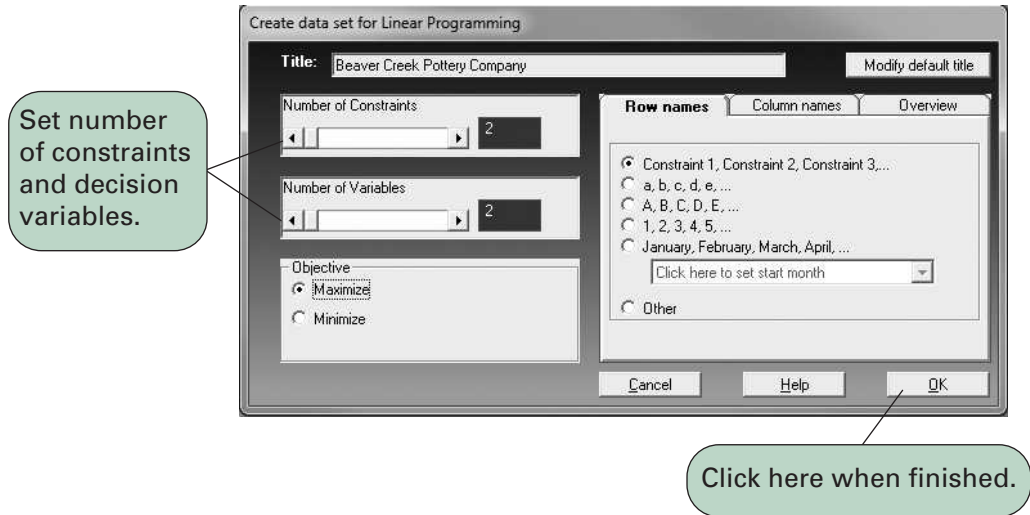 Create data set for Linear Programming
Title: Beaver Creek Pottery Company
Modify default title
Set number
of constraints
and decision
variables.
Number of Constraints
2
Number of Variables
2
Objective
Maximize
Minimize
Row names
Column names
Overview
Constraint 1, Constraint 2, Constraint 3,...
a, b, c, d, e, ...
A, B, C, D, E, ...
1, 2, 3, 4, 5, ...
January, February, March, April, ...
Click here to set start month
Other
Cancel
Help
OK
Click here when finished.